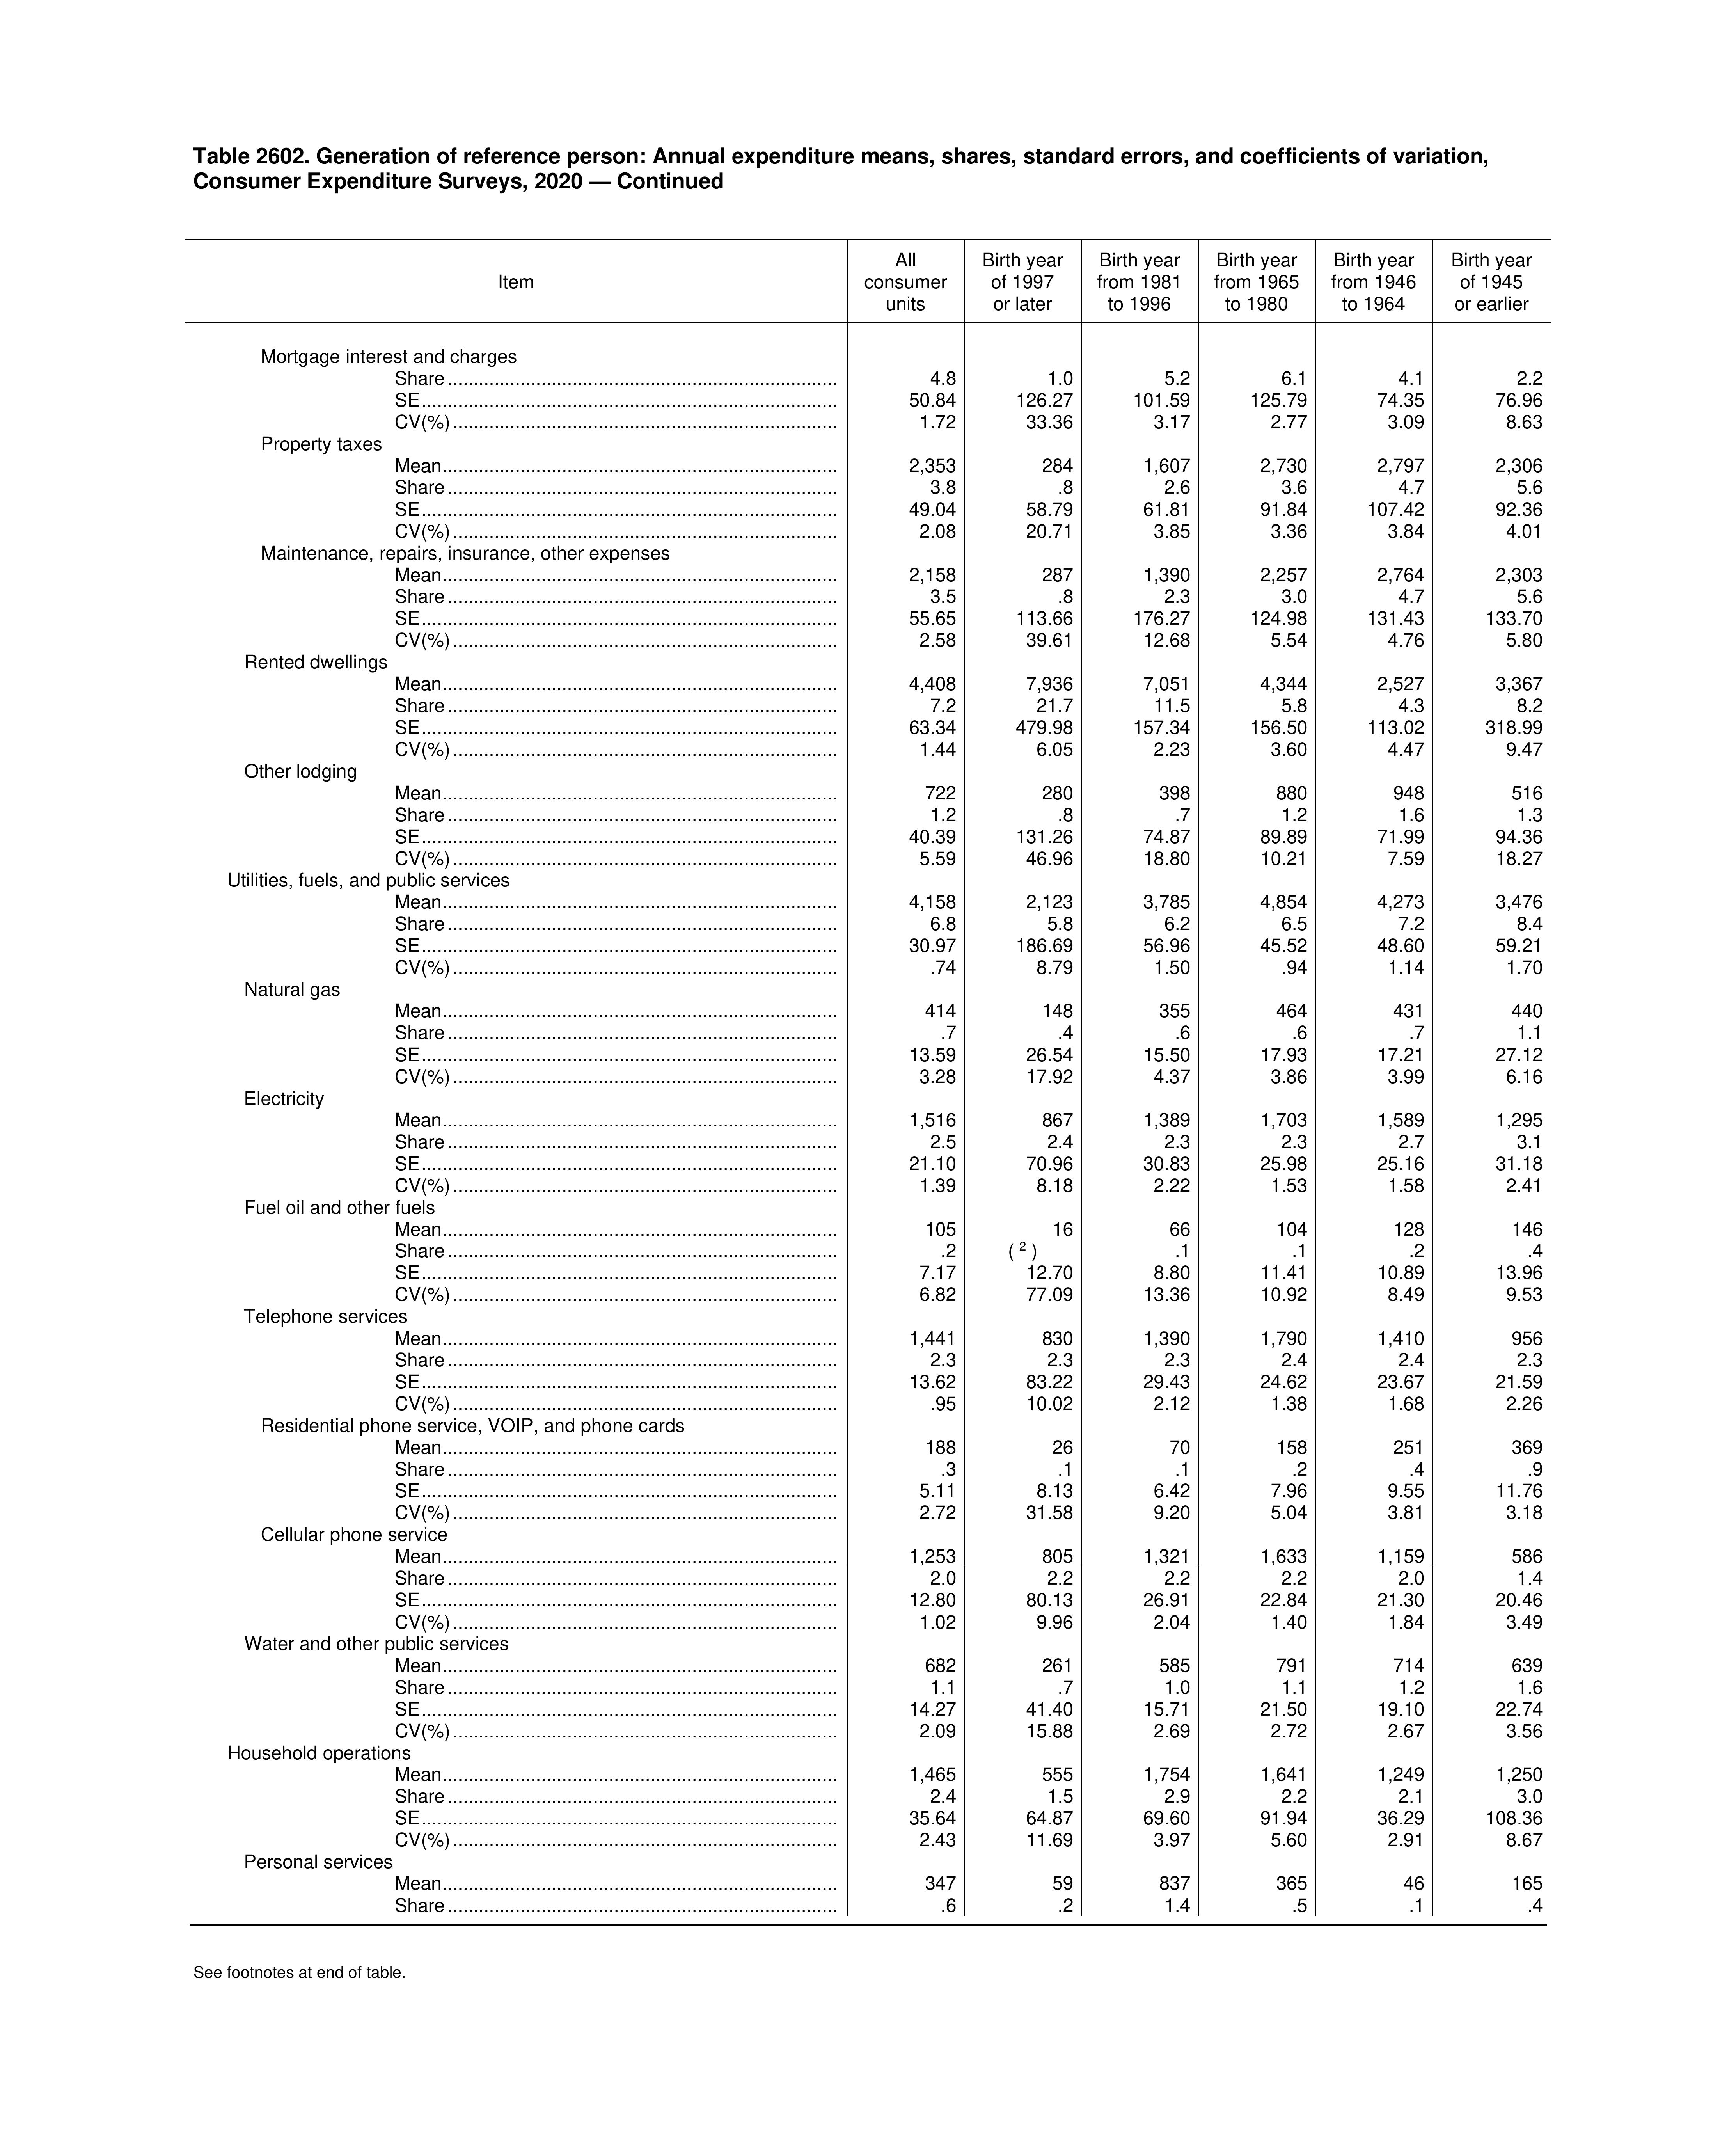 Table 2602. Generation of reference person: Annual expenditure means, shares, standard errors, and coefficients of variation,
Consumer Expenditure Surveys, 2020 — Continued
Item
All consumer units
Birth year of 1997 or later
Birth year from 1981 to 1996
Birth year from 1965 to 1980
Birth year from 1946 to 1964
Birth year of 1945 or earlier
Mortgage interest and charges
Share 4.8 1.0 5.2 6.1 4.1 2.2
SE 50.84 126.27 101.59 125.79 74.35 76.96
CV(%) 1.72 33.36 3.17 2.77 3.09 8.63
Property taxes
Mean 2,353 284 1,607 2,730 2,797 2,306
Share 3.8 .8 2.6 3.6 4.7 5.6
SE 49.04 58.79 61.81 91.84 107.42 92.36
CV(%) 2.08 20.71 3.85 3.36 3.84 4.01
Maintenance, repairs, insurance, other expenses
Mean 2,158 287 1,390 2,257 2,764 2,303
Share 3.5 .8 2.3 3.0 4.7 5.6
SE 55.65 113.66 176.27 124.98 131.43 133.70
CV(%) 2.58 39.61 12.68 5.54 4.76 5.80
Rented dwellings
Mean 4,408 7,936 7,051 4,344 2,527 3,367
Share 7.2 21.7 11.5 5.8 4.3 8.2
SE 63.34 479.98 157.34 156.50 113.02 318.99
CV(%) 1.44 6.05 2.23 3.60 4.47 9.47
Other lodging
Mean 722 280 398 880 948 516
Share 1.2 .8 .7 1.2 1.6 1.3
SE 40.39 131.26 74.87 89.89 71.99 94.36
CV(%) 5.59 46.96 18.80 10.21 7.59 18.27
Utilities, fuels, and public services
Mean 4,158 2,123 3,785 4,854 4,273 3,476
Share 6.8 5.8 6.2 6.5 7.2 8.4
SE 30.97 186.69 56.96 45.52 48.60 59.21
CV(%) .74 8.79 1.50 .94 1.14 1.70
Natural gas
Mean 414 148 355 464 431 440
Share .7 .4 .6 .6 .7 1.1
SE 13.59 26.54 15.50 17.93 17.21 27.12
CV(%) 3.28 17.92 4.37 3.86 3.99 6.16
Electricity
Mean 1,516 867 1,389 1,703 1,589 1,295
Share 2.5 2.4 2.3 2.3 2.7 3.1
SE 21.10 70.96 30.83 25.98 25.16 31.18
CV(%) 1.39 8.18 2.22 1.53 1.58 2.41
Fuel oil and other fuels
Mean 105 16 66 104 128 146
Share .2 ( 2 ) .1 .1 .2 .4
SE 7.17 12.70 8.80 11.41 10.89 13.96
CV(%) 6.82 77.09 13.36 10.92 8.49 9.53
Telephone services
Mean 1,441 830 1,390 1,790 1,410 956
Share 2.3 2.3 2.3 2.4 2.4 2.3
SE 13.62 83.22 29.43 24.62 23.67 21.59
CV(%) .95 10.02 2.12 1.38 1.68 2.26
Residential phone service, VOIP, and phone cards
Mean 188 26 70 158 251 369
Share .3 .1 .1 .2 .4 .9
SE 5.11 8.13 6.42 7.96 9.55 11.76
CV(%) 2.72 31.58 9.20 5.04 3.81 3.18
Cellular phone service
Mean 1,253 805 1,321 1,633 1,159 586
Share 2.0 2.2 2.2 2.2 2.0 1.4
SE 12.80 80.13 26.91 22.84 21.30 20.46
CV(%) 1.02 9.96 2.04 1.40 1.84 3.49
Water and other public services
Mean 682 261 585 791 714 639
Share 1.1 .7 1.0 1.1 1.2 1.6
SE 14.27 41.40 15.71 21.50 19.10 22.74
CV(%) 2.09 15.88 2.69 2.72 2.67 3.56
Household operations
Mean 1,465 555 1,754 1,641 1,249 1,250
Share 2.4 1.5 2.9 2.2 2.1 3.0
SE 35.64 64.87 69.60 91.94 36.29 108.36
CV(%) 2.43 11.69 3.97 5.60 2.91 8.67
Personal services
Mean 347 59 837 365 46 165
Share .6 .2 1.4 .5 .1 .4
See footnotes at end of table.